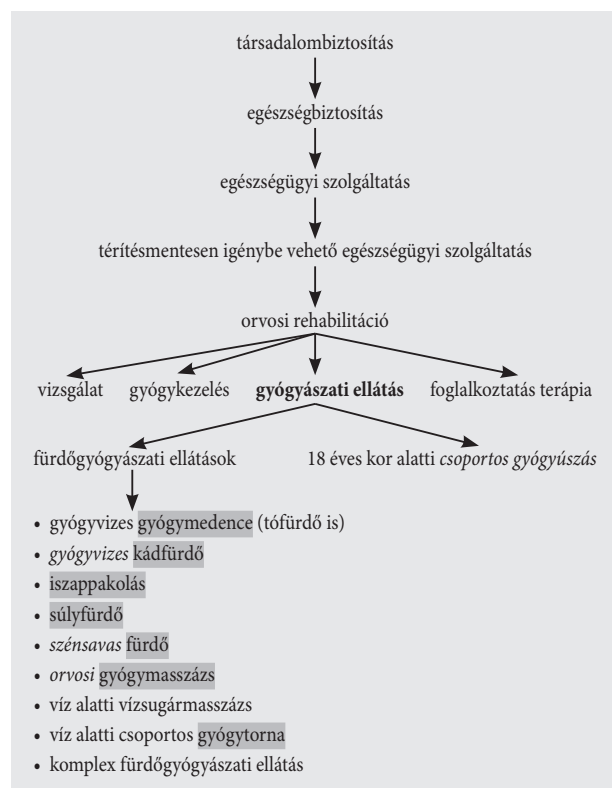 társadalombiztosítás
egészségbiztosítás
egészségügyi szolgáltatás
térítésmentesen igénybe vehető egészségügyi szolgáltatás
orvosi rehabilitáció
vizsgálat gyógykezelés gyógyászati ellátás foglalkoztatás terápia
fürdőgyógyászati ellátások 18 éves kor alatti csoportos gyógyúszás
• gyógyvizes gyógymedence (tófürdő is)
• gyógyvizes kádfürdő
• iszappakolás
• súlyfürdő
• szénsavas fürdő
• orvosi gyógymasszázs
• víz alatti vízsugármasszázs
• víz alatti csoportos gyógytorna
• komplex fürdőgyógyászati ellátás